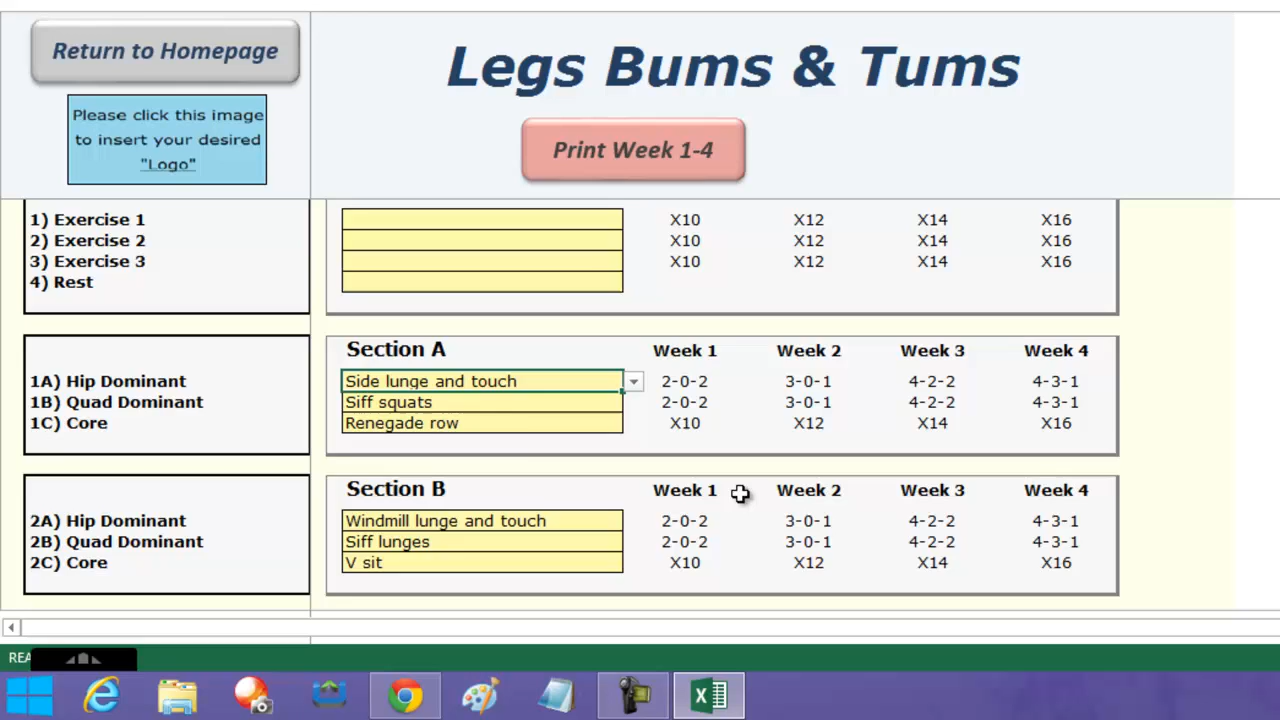 Return to Homepage
Please click this image
to insert your desired
"Logo"
Legs Bums & Tums
Print Week 1-4
1) Exercise 1 X10 X12 X14 X16
2) Exercise 2 X10 X12 X14 X16
3) Exercise 3 X10 X12 X14 X16
4) Rest
Section A Week 1 Week 2 Week 3 Week 4
1A) Hip Dominant Side lunge and touch 2-0-2 3-0-1 4-2-2 4-3-1
1B) Quad Dominant Siff squats 2-0-2 3-0-1 4-2-2 4-3-1
1C) Core Renegade row X10 X12 X14 X16
Section B Week 1 Week 2 Week 3 Week 4
2A) Hip Dominant Windmill lunge and touch 2-0-2 3-0-1 4-2-2 4-3-1
2B) Quad Dominant Siff lunges 2-0-2 3-0-1 4-2-2 4-3-1
2C) Core V sit X10 X12 X14 X16